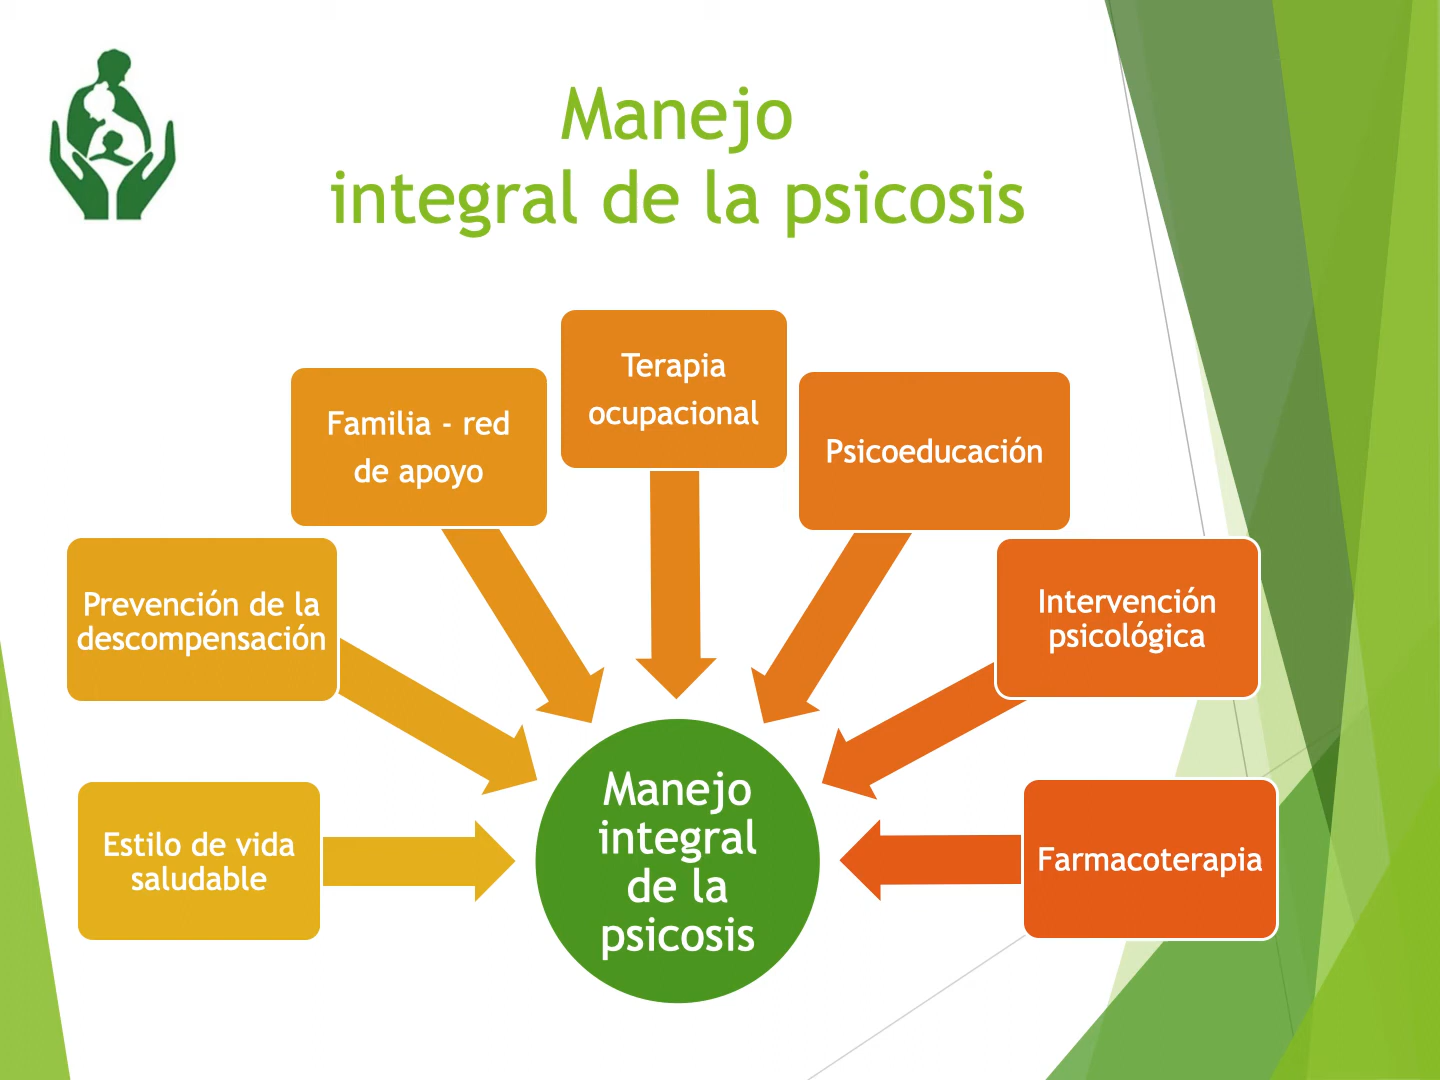 Manejo
integral de la psicosis
Terapia
ocupacional
Familia - red
de apoyo
Psicoeducación
Prevención de la
descompensación
Intervención
psicológica
Estilo de vida
saludable
Manejo
integral
de la
psicosis
Farmacoterapia